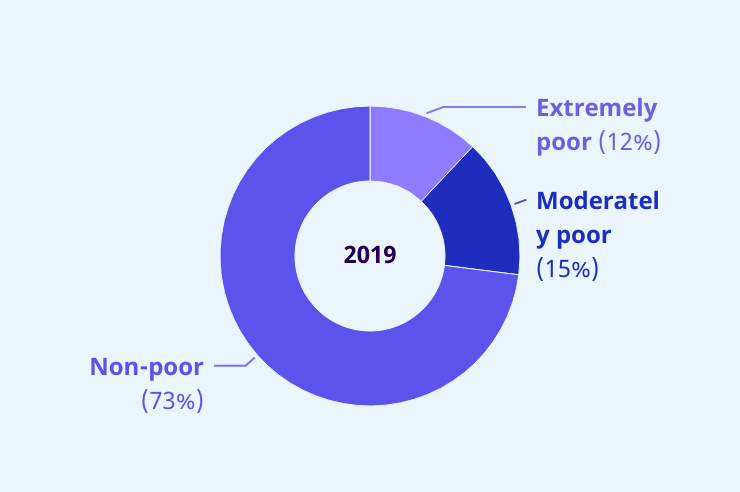 Extremely
poor (12%)
Moderatel
y poor
(15%)
2019
Non-poor
(73%)